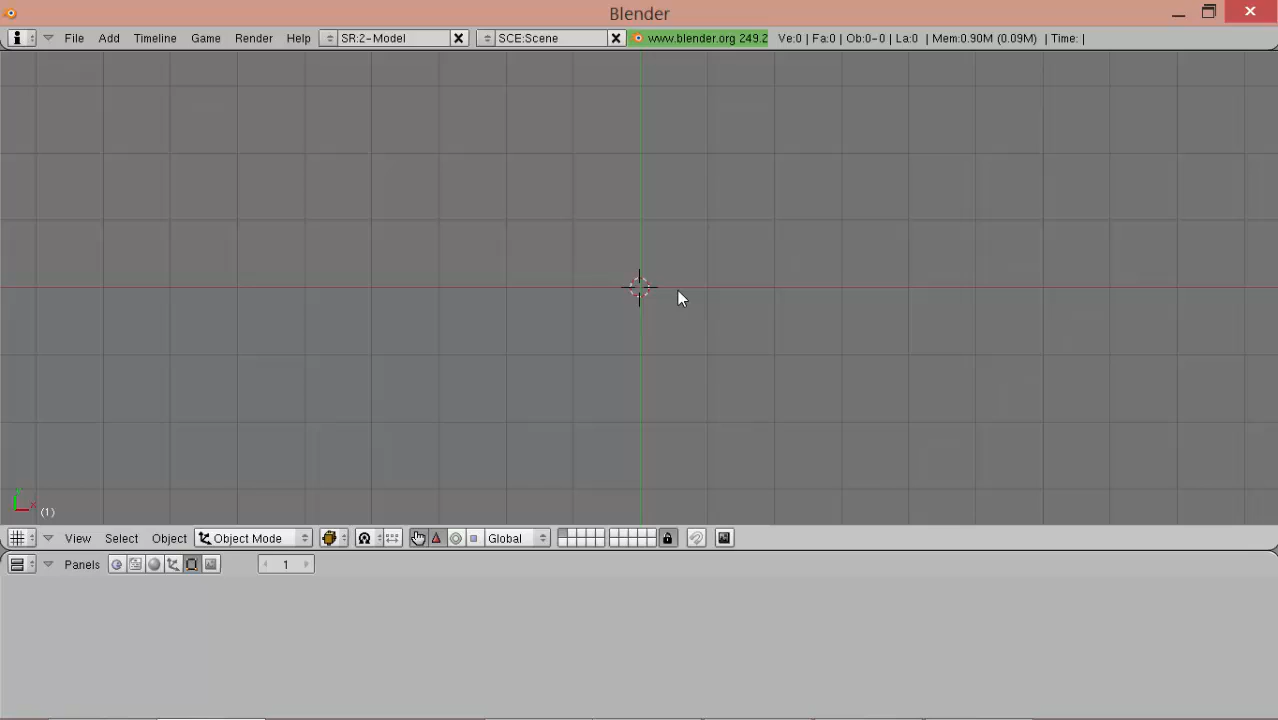 Blender
File Add Timeline Game Render Help SR:2-Model SCE:Scene www.blender.org 249.2 Ve:0 | Fa:0 | Ob:0-0 | La:0 | Mem:0.90M (0.09M) | Time: |
(1)
View Select Object Object Mode Global
Panels 1